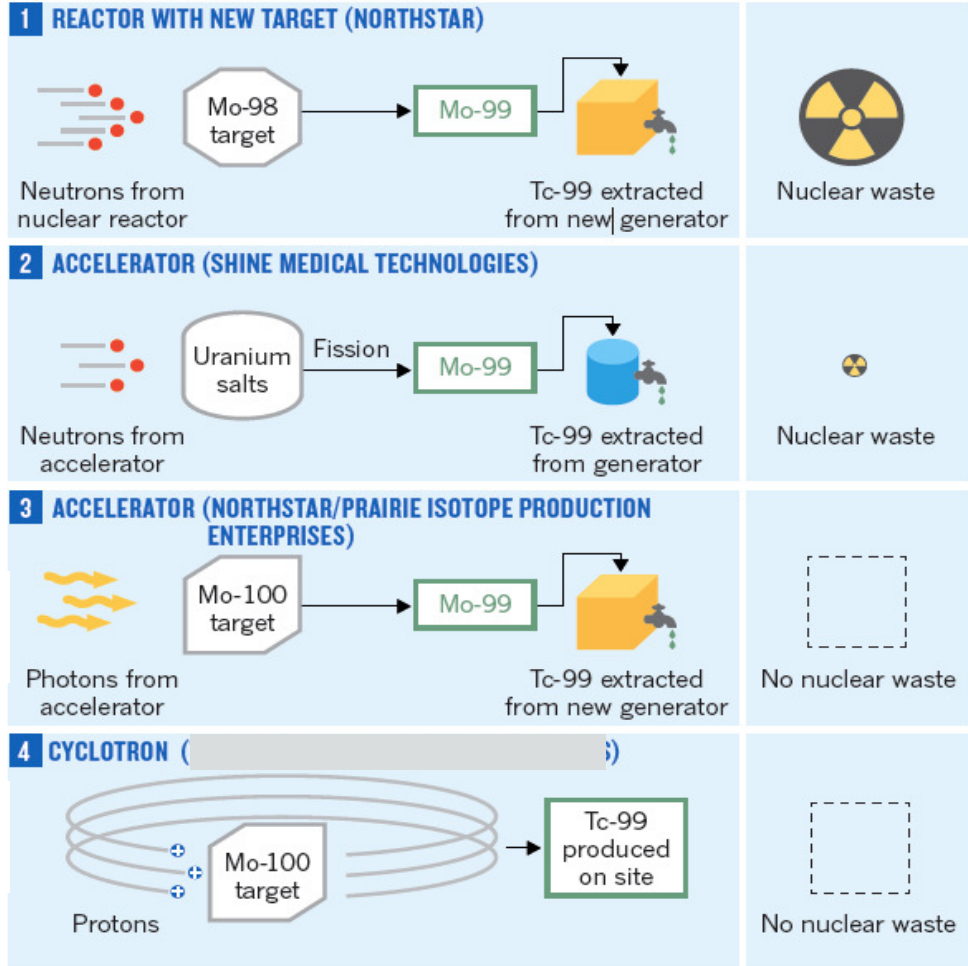 1 REACTOR WITH NEW TARGET (NORTHSTAR)
Mo-98
target
Mo-99
Neutrons from
nuclear reactor
Tc-99 extracted
from new generator
Nuclear waste
2 ACCELERATOR (SHINE MEDICAL TECHNOLOGIES)
Uranium
salts
Fission
Mo-99
Neutrons from
accelerator
Tc-99 extracted
from generator
Nuclear waste
3 ACCELERATOR (NORTHSTAR/PRAIRIE ISOTOPE PRODUCTION
ENTERPRISES)
Mo-100
target
Mo-99
Photons from
accelerator
Tc-99 extracted
from new generator
No nuclear waste
4 CYCLOTRON ( )
Mo-100
target
Tc-99
produced
on site
Protons
No nuclear waste